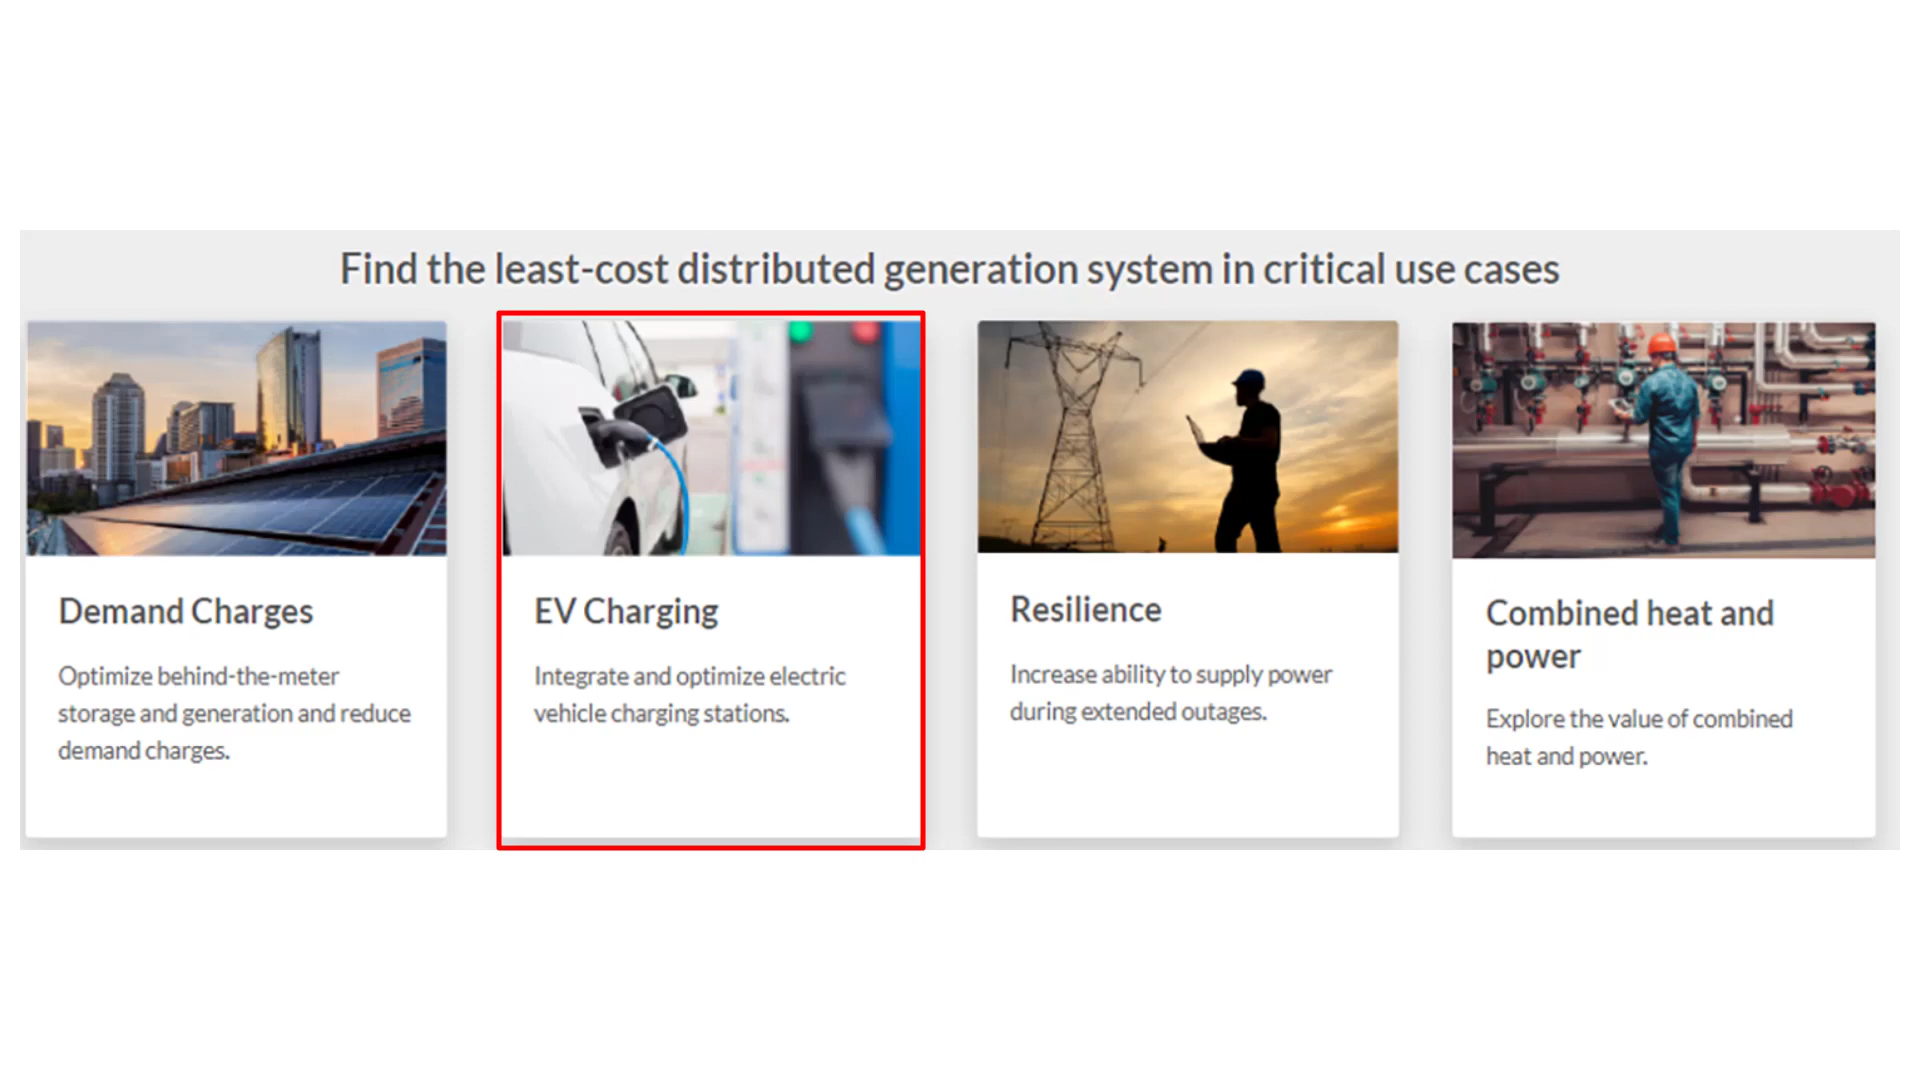 Find the least-cost distributed generation system in critical use cases
Demand Charges
Optimize behind-the-meter
storage and generation and reduce
demand charges.
EV Charging
Integrate and optimize electric
vehicle charging stations.
Resilience
Increase ability to supply power
during extended outages.
Combined heat and
power
Explore the value of combined
heat and power.